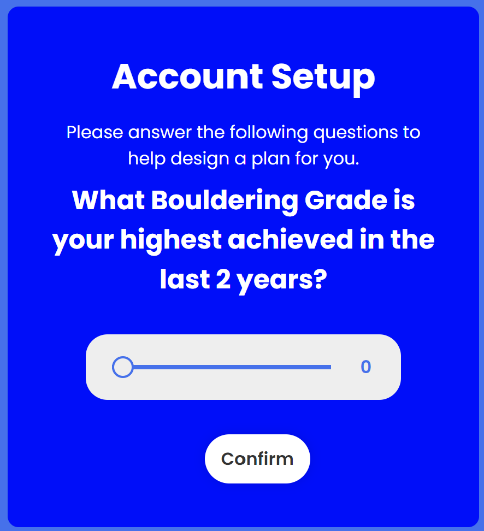 Account Setup
Please answer the following questions to
help design a plan for you.
What Bouldering Grade is
your highest achieved in the
last 2 years?
0
Confirm